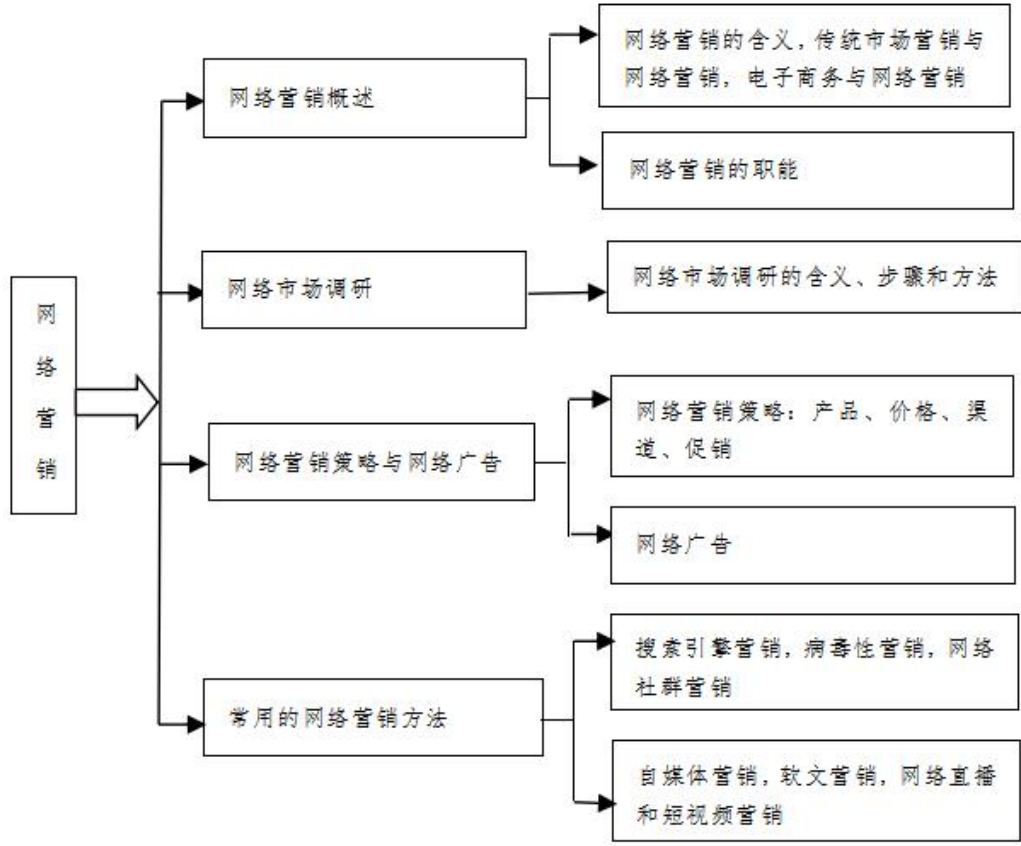 网络营销
网络营销概述
网络营销的含义，传统市场营销与
网络营销，电子商务与网络营销
网络营销的职能
网络市场调研
网络市场调研的含义、步骤和方法
网络营销策略与网络广告
网络营销策略：产品、价格、渠
道、促销
网络广告
常用的网络营销方法
搜索引擎营销，病毒性营销，网络
社群营销
自媒体营销，软文营销，网络直播
和短视频营销